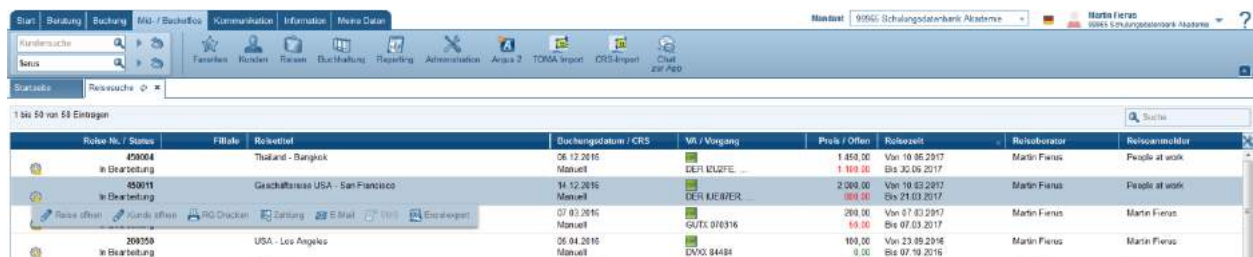 Start Beratung Buchung Mid- / Backoffice Kommunikation Information Meine Daten
Mandant 99965 Schulungsdatenbank Akademie
Martin Fierus
99965 Schulungsdatenbank Akademie
?
Kundensuche
fierus
Favoriten Kunden Reisen Buchhaltung Reporting Administration Argus 2 TOMA Import CRS-Import Chat
zur App
Startseite Reisesuche
1 bis 50 von 50 Einträgen
Suche
Reise Nr. / Status Filiale Reisetitel Buchungsdatum / CRS VA / Vorgang Preis / Offen Reisezeit Reiseberater Reiseanmelder
450004 Thailand - Bangkok 06.12.2016 1.450,00 Von 10.06.2017 Martin Fierus People at work
In Bearbeitung Manuell 1.100,00 Bis 30.06.2017
450011 Geschäftsreise USA - San Francisco 14.12.2016 2.000,00 Von 10.03.2017 Martin Fierus People at work
In Bearbeitung Manuell Bis 21.03.2017
Reise öffnen Kunde öffnen RG Drucken Zahlung E-Mail SMS Excelexport
07.03.2016 200,00 Von 07.03.2017 Martin Fierus Martin Fierus
Manuell GUTX 070316 50,00 Bis 07.03.2017
200350 USA - Los Angeles 05.04.2016 100,00 Von 23.09.2016 Martin Fierus Martin Fierus
In Bearbeitung Manuell DVXX 84484 0,00 Bis 07.10.2016